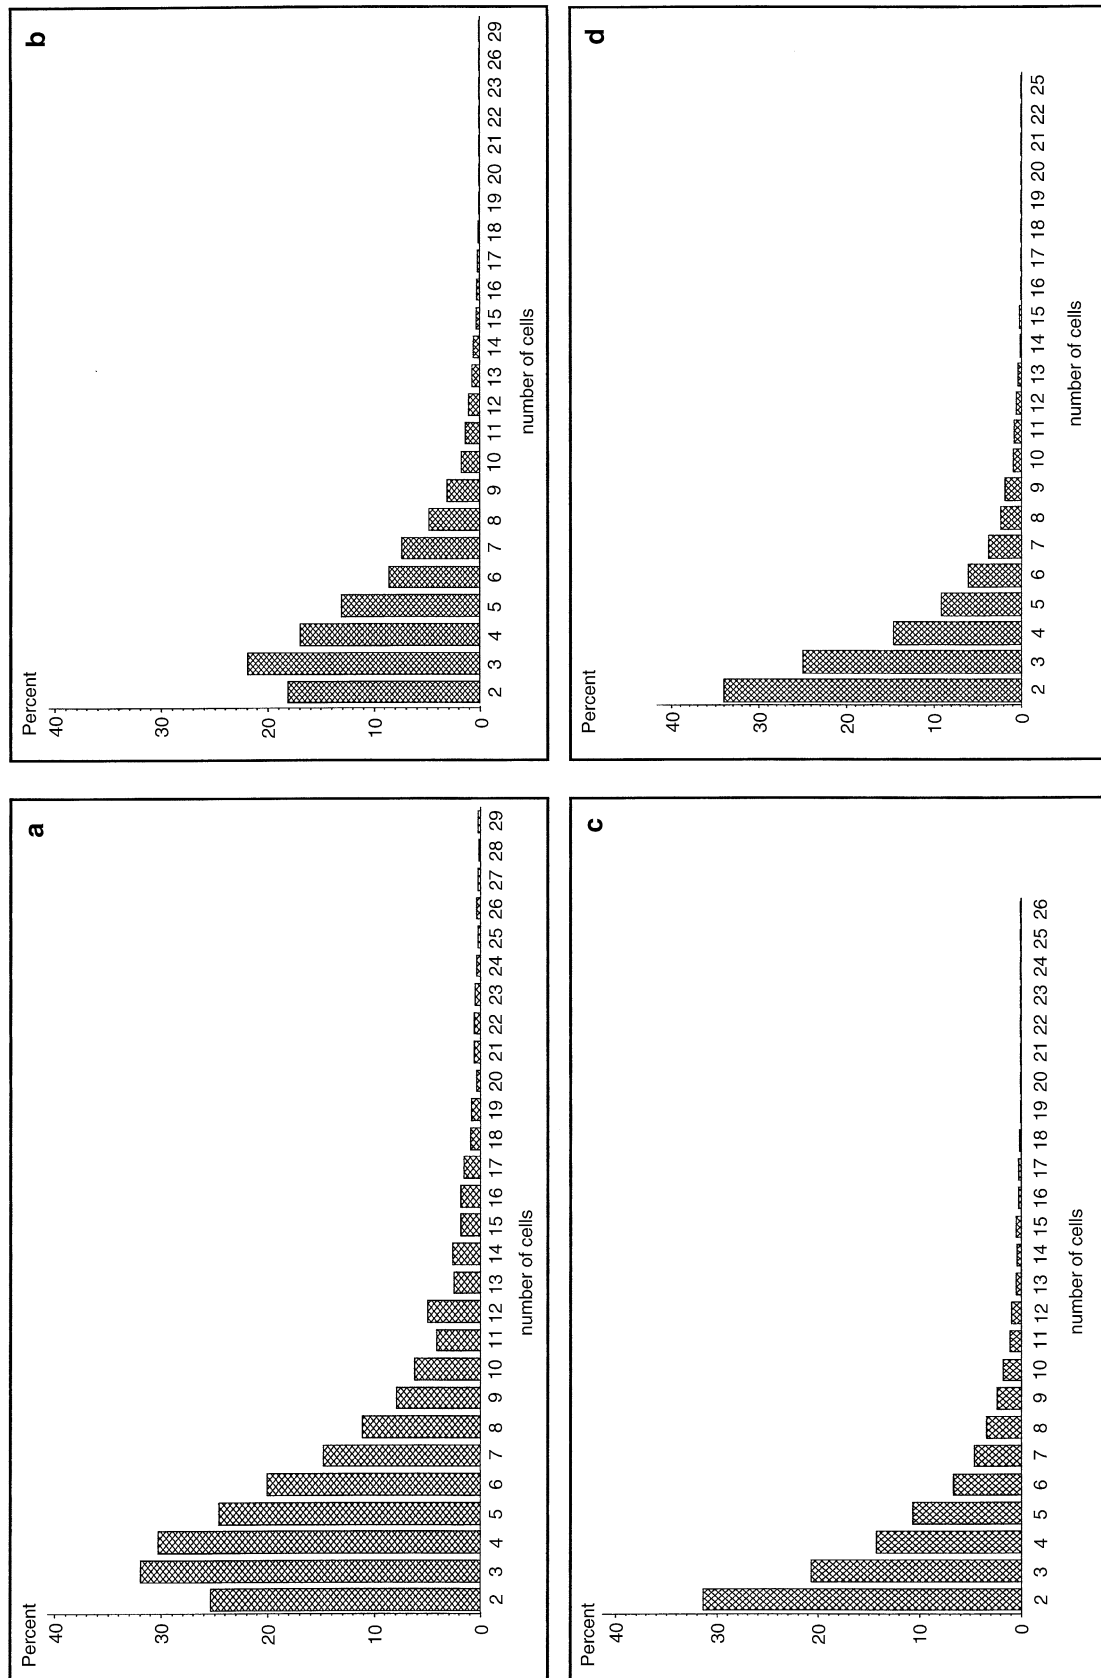 a
Percent
40
30
20
10
0
2 3 4 5 6 7 8 9 10 11 12 13 14 15 16 17 18 19 20 21 22 23 24 25 26 27 28 29
number of cells
b
Percent
40
30
20
10
0
2 3 4 5 6 7 8 9 10 11 12 13 14 15 16 17 18 19 20 21 22 23 26 29
number of cells
c
Percent
40
30
20
10
0
2 3 4 5 6 7 8 9 10 11 12 13 14 15 16 17 18 19 20 21 22 23 24 25 26
number of cells
d
Percent
40
30
20
10
0
2 3 4 5 6 7 8 9 10 11 12 13 14 15 16 17 18 19 20 21 22 25
number of cells